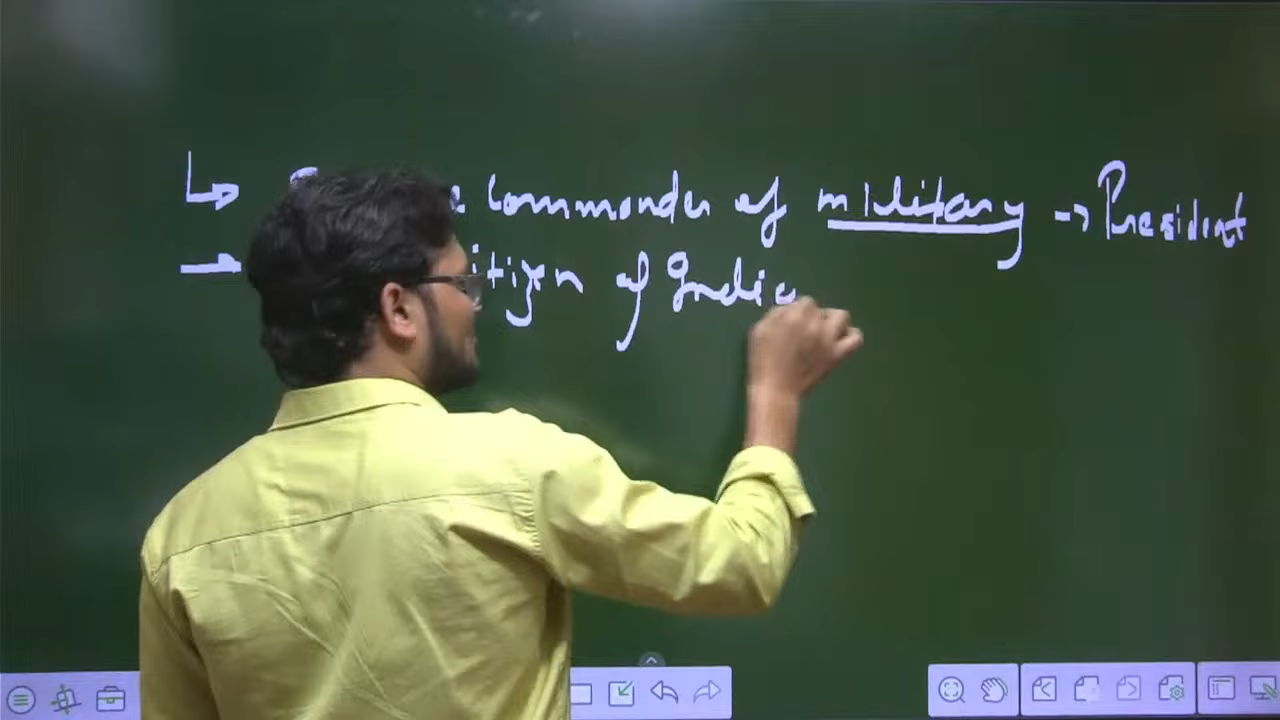 Commander of military → President
of India